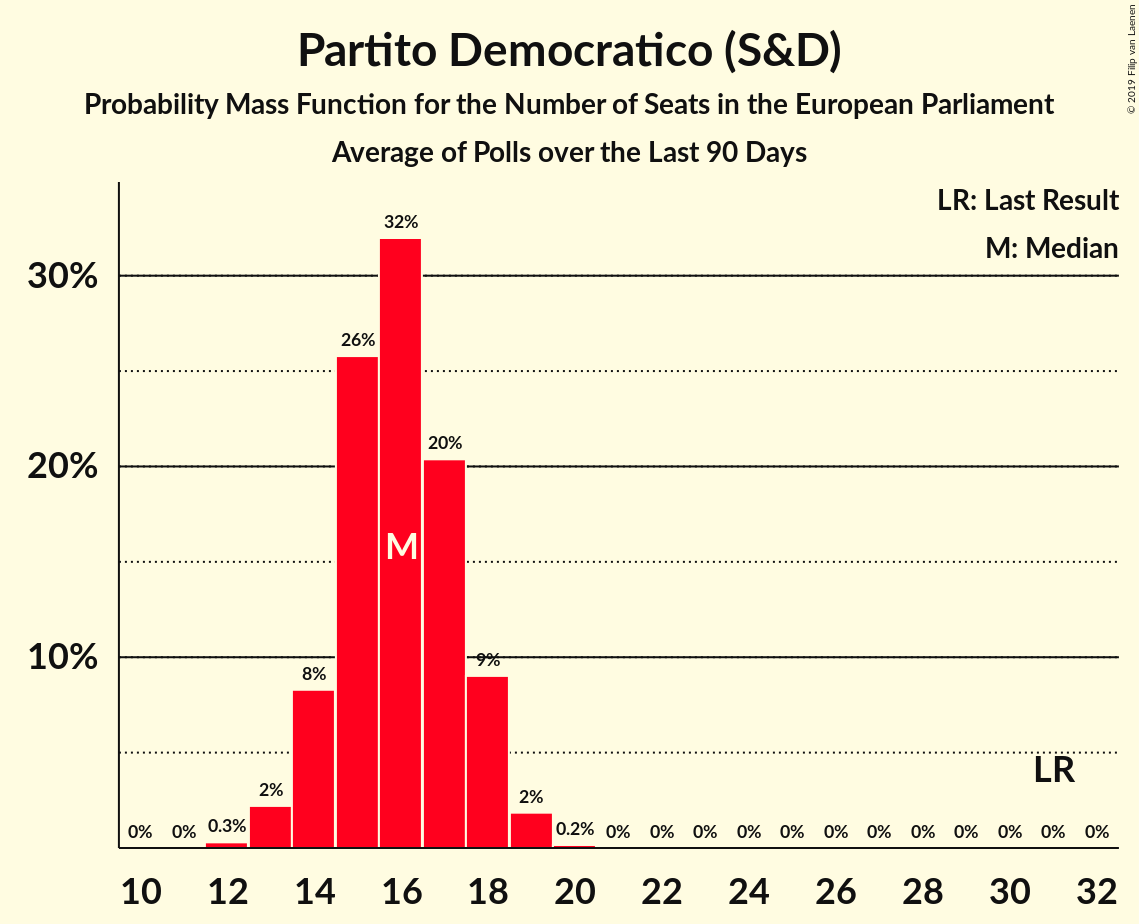 Partito Democratico (S&D)
Probability Mass Function for the Number of Seats in the European Parliament
Average of Polls over the Last 90 Days
© 2019 Filip van Laenen
LR: Last Result
M: Median
30%
20%
10%
0% 0% 0.3% 2% 8% 26% 32% 20% 9% 2% 0.2% 0% 0% 0% 0% 0% 0% 0% 0% 0% 0% 0% 0%
M
LR
10 12 14 16 18 20 22 24 26 28 30 32